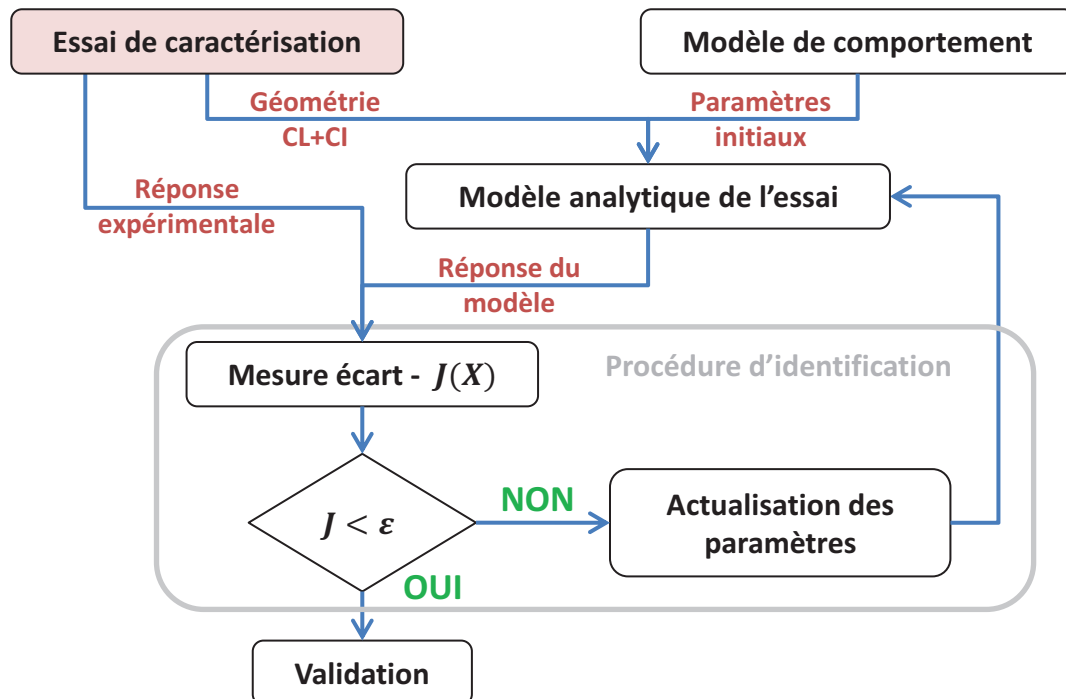 Essai de caractérisation
Modèle de comportement
Géométrie
CL+CI
Paramètres
initiaux
Réponse
expérimentale
Modèle analytique de l'essai
Réponse du
modèle
Procédure d'identification
Mesure écart - J(X)
J < ε
NON
Actualisation des
paramètres
OUI
Validation